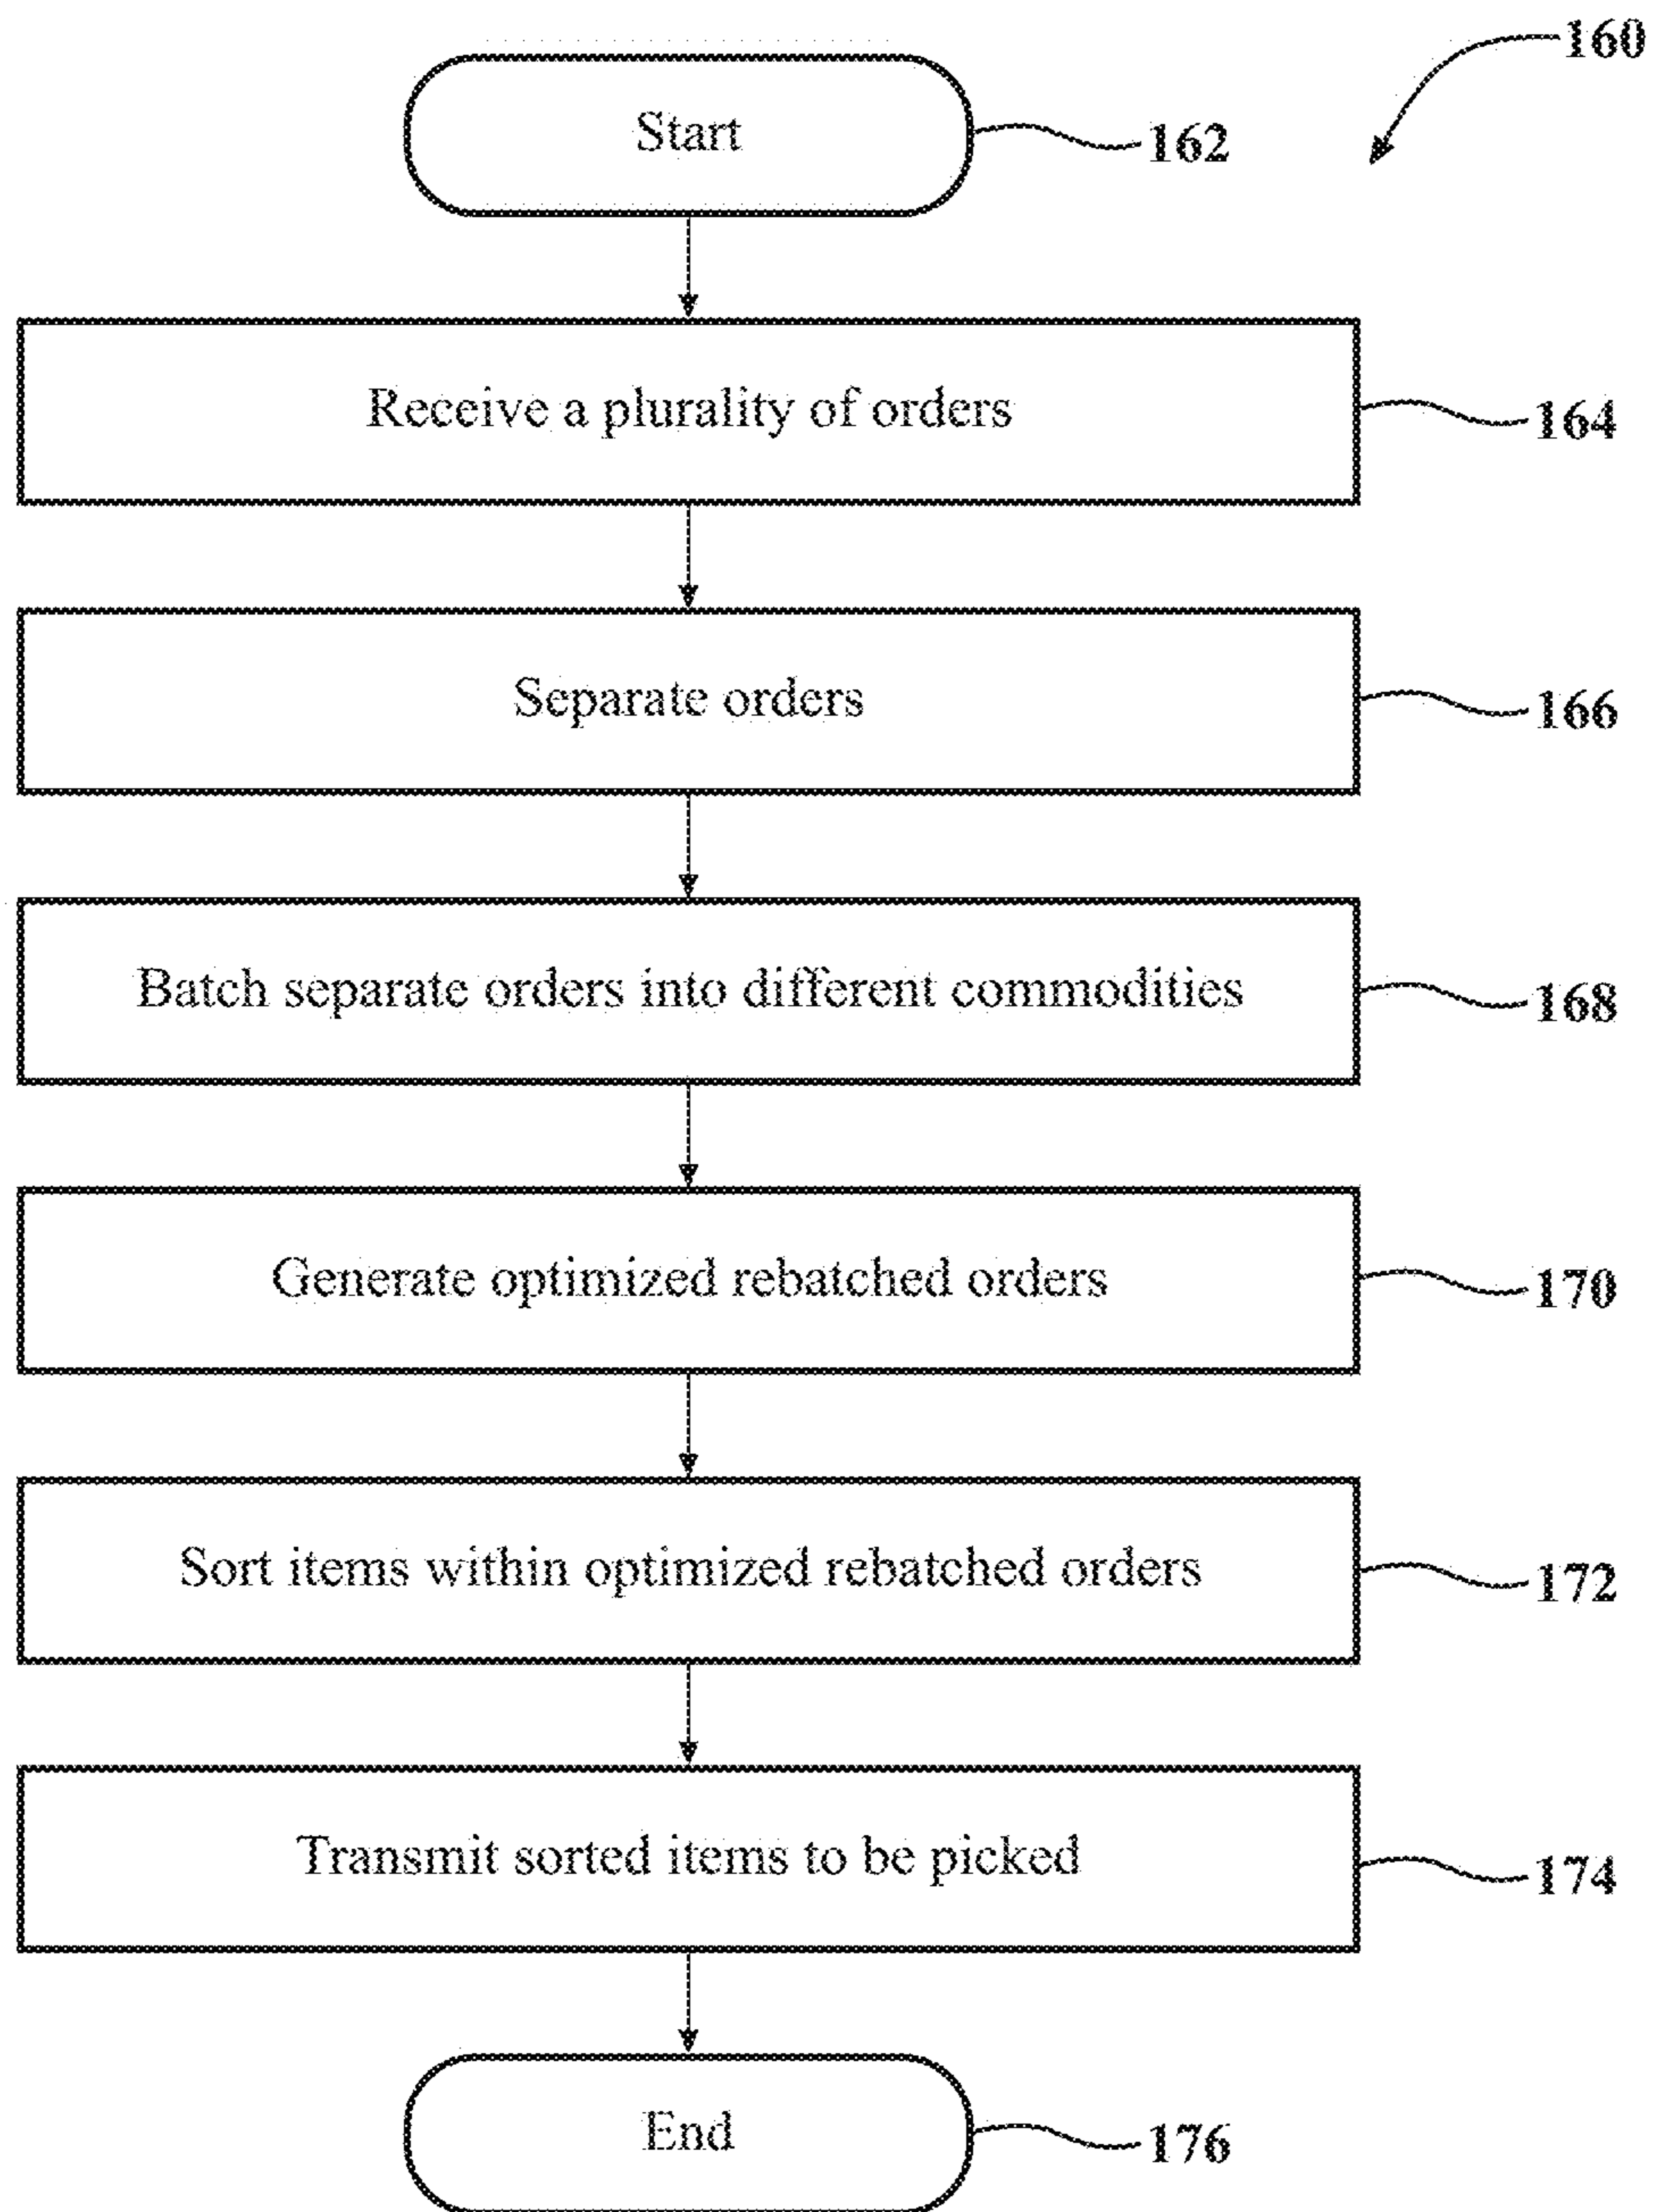 160
Start
162
Receive a plurality of orders
164
Separate orders
166
Batch separate orders into different commodities
168
Generate optimized rebatched orders
170
Sort items within optimized rebatched orders
172
Transmit sorted items to be picked
174
End
176